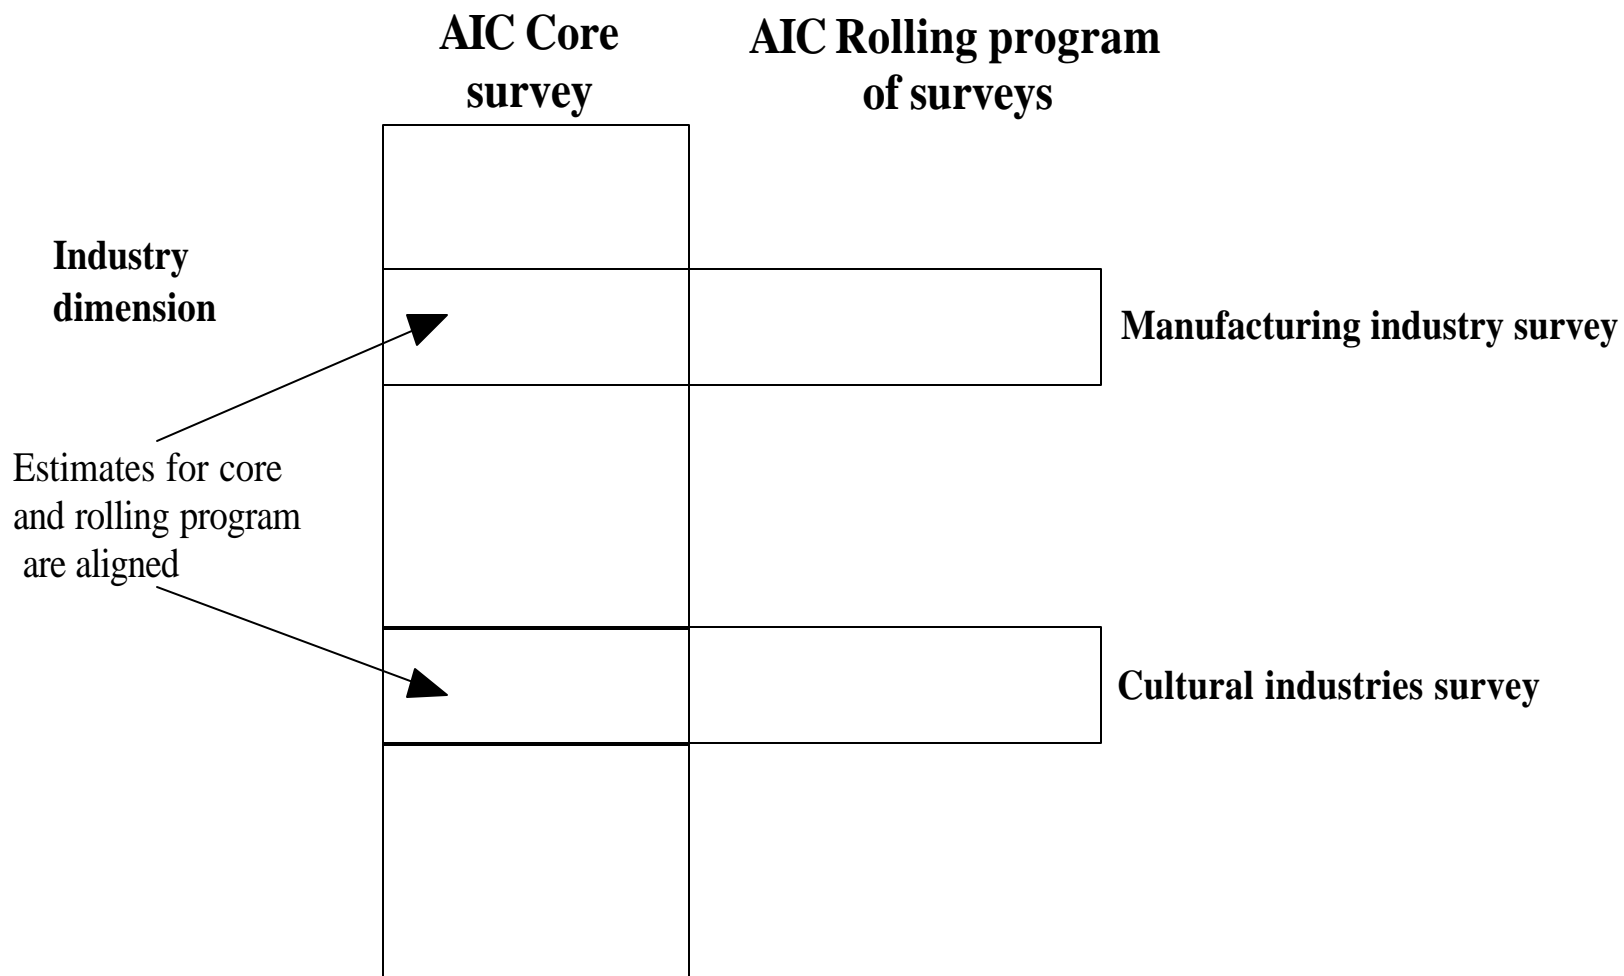 AIC Core
survey
AIC Rolling program
of surveys
Industry
dimension
Manufacturing industry survey
Estimates for core
and rolling program
are aligned
Cultural industries survey